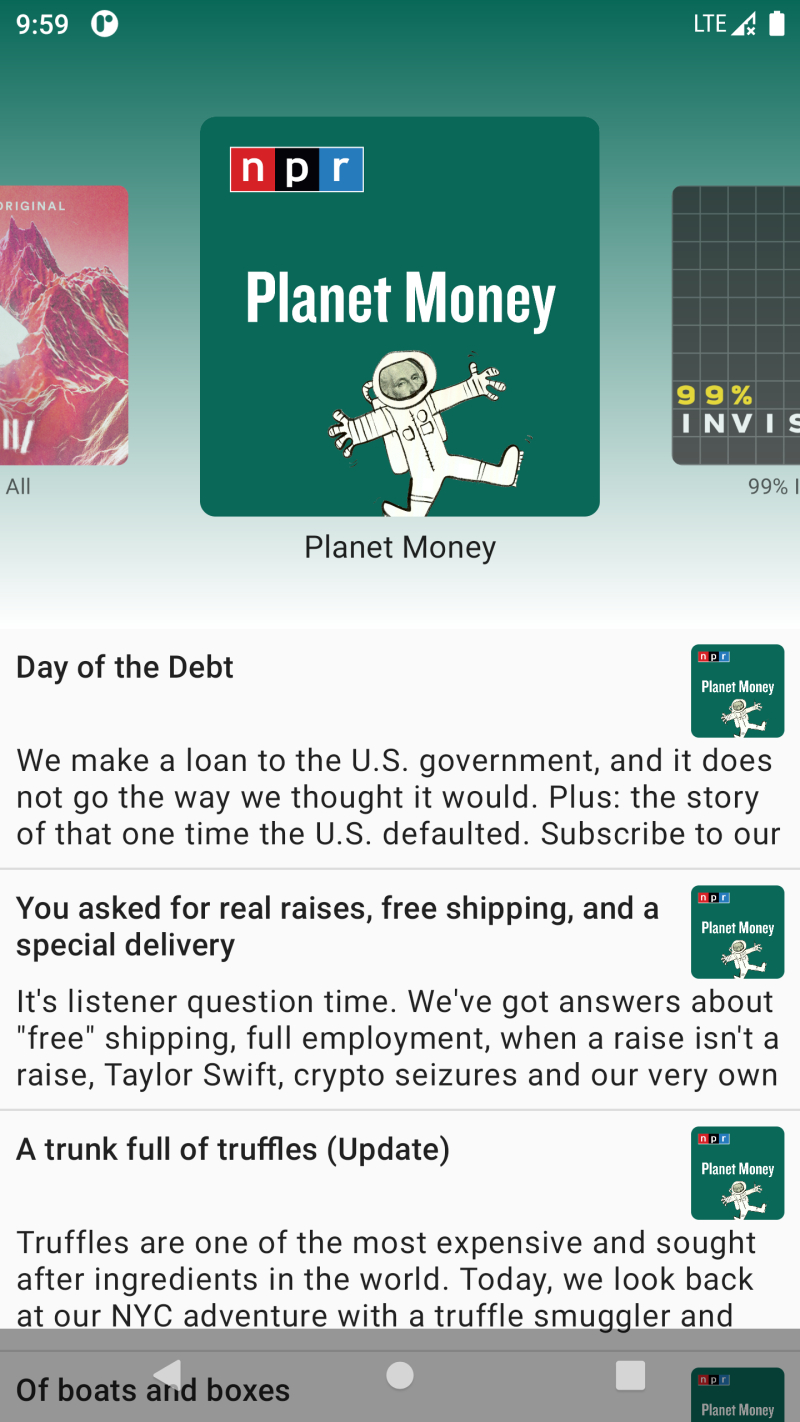 9:59
LTE
ORIGINAL
npr
Planet Money
99%
INVIS
All
99% I
Planet Money
Day of the Debt
npr
Planet Money
We make a loan to the U.S. government, and it does
not go the way we thought it would. Plus: the story
of that one time the U.S. defaulted. Subscribe to our
You asked for real raises, free shipping, and a
special delivery
npr
Planet Money
It's listener question time. We've got answers about
"free" shipping, full employment, when a raise isn't a
raise, Taylor Swift, crypto seizures and our very own
A trunk full of truffles (Update)
npr
Planet Money
Truffles are one of the most expensive and sought
after ingredients in the world. Today, we look back
at our NYC adventure with a truffle smuggler and
Of boats and boxes
npr
Planet Money